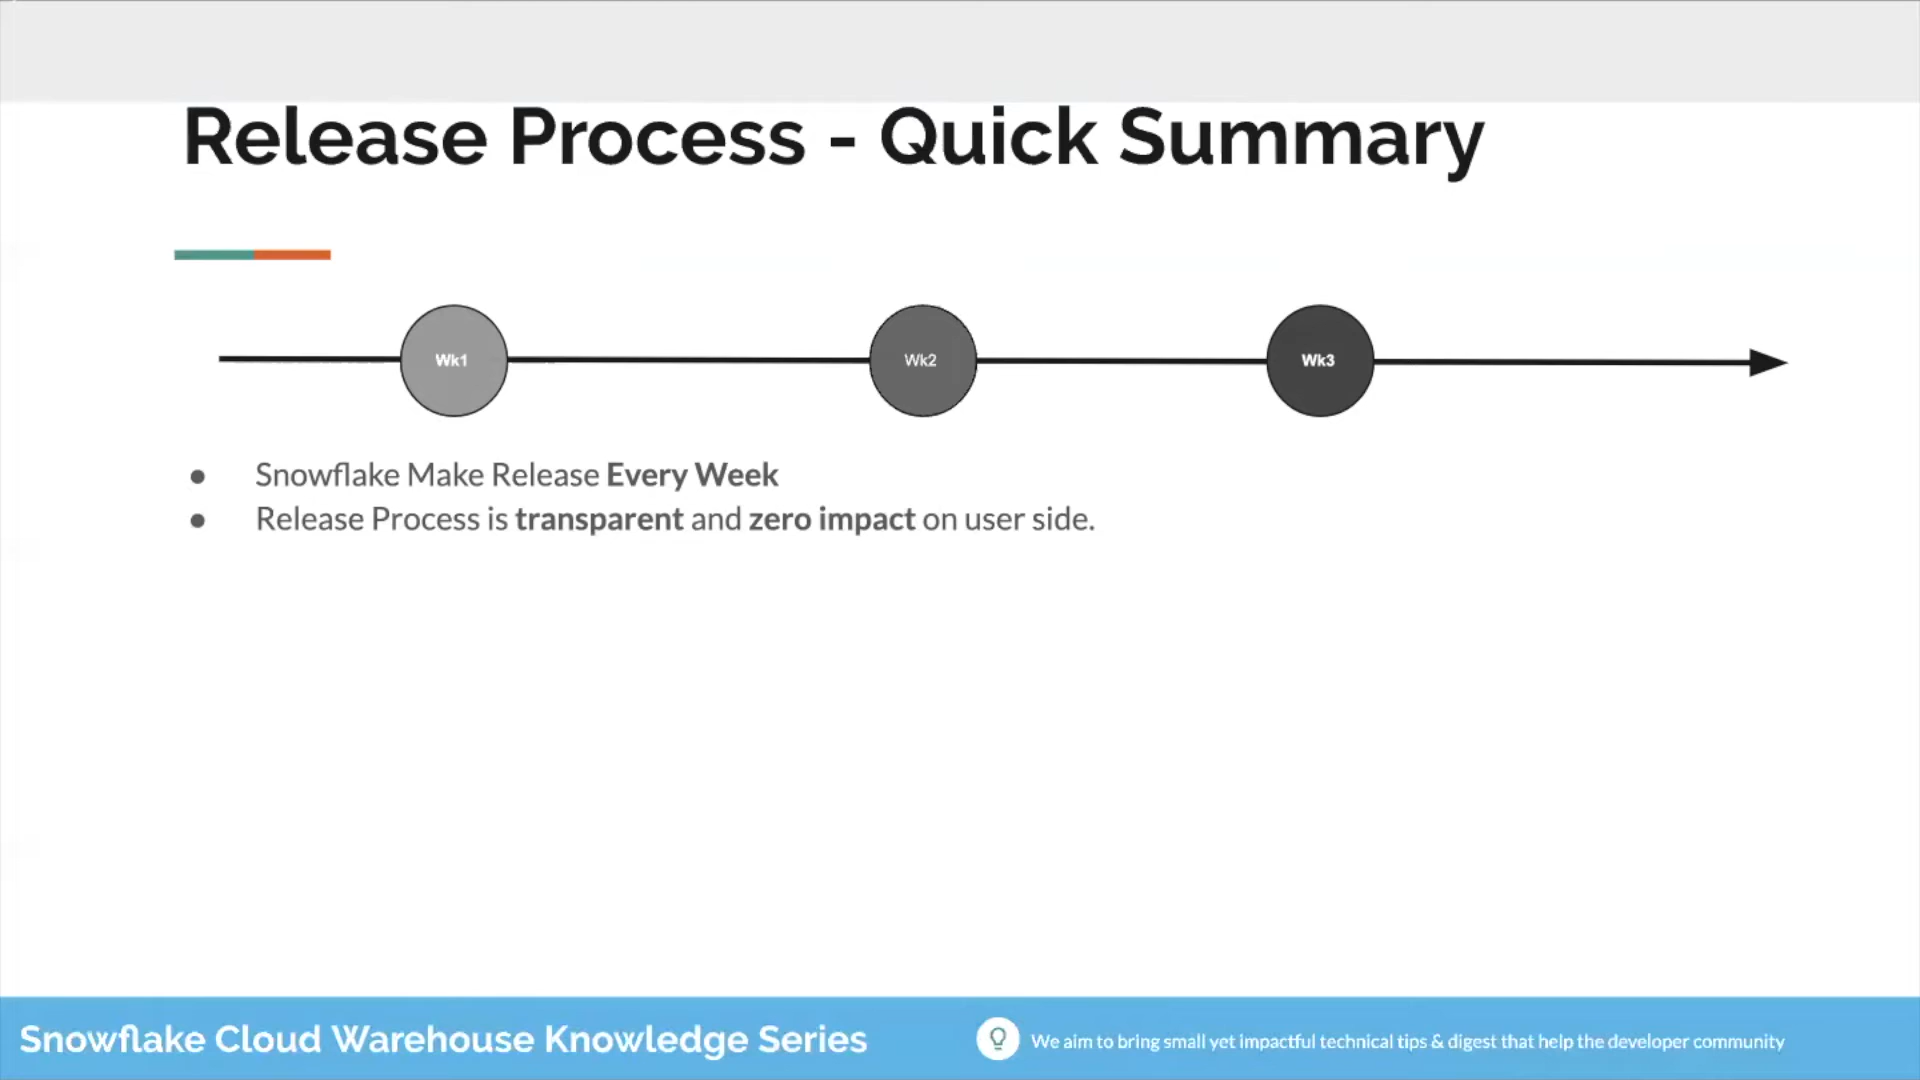 Release Process - Quick Summary
Wk1 Wk2 Wk3
● Snowflake Make Release Every Week
● Release Process is transparent and zero impact on user side.
Snowflake Cloud Warehouse Knowledge Series
We aim to bring small yet impactful technical tips & digest that help the developer community